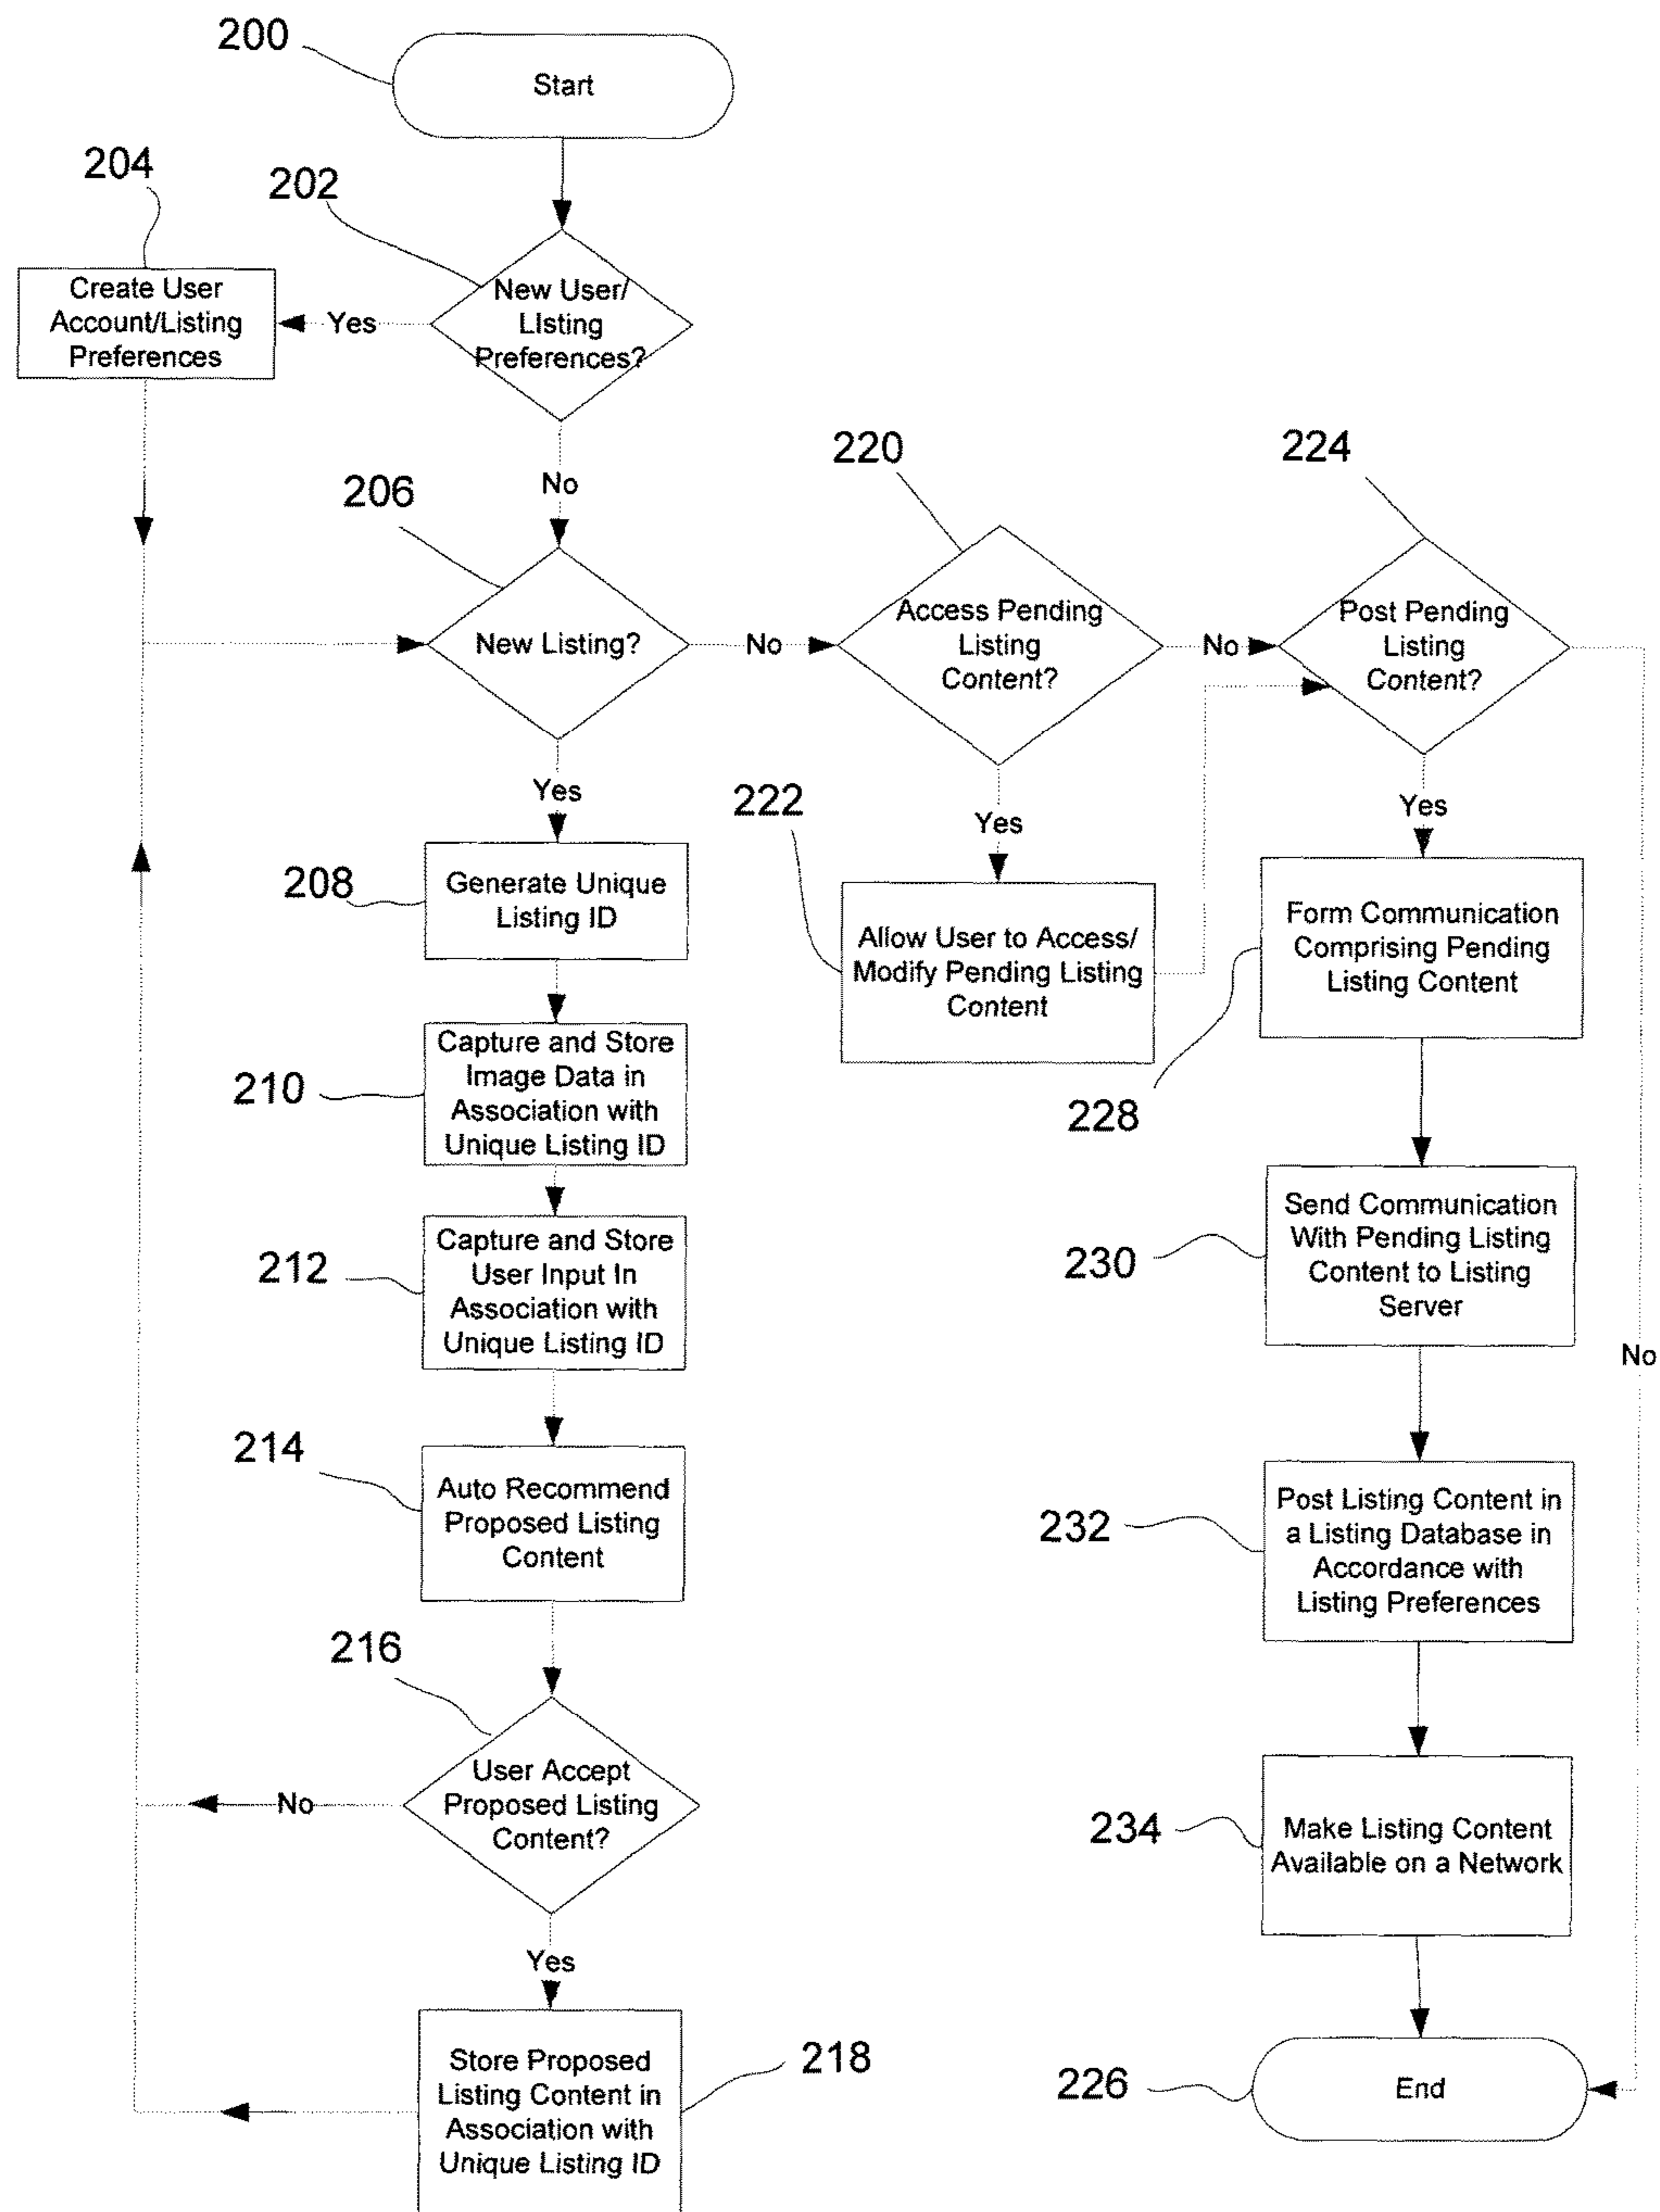 200
Start
204
202
Create User
Account/Listing
Preferences
Yes
New User/
LIsting
Preferences?
No
206
New Listing?
No
220
Access Pending
Listing
Content?
No
224
Post Pending
Listing
Content?
Yes
208
Generate Unique
Listing ID
Yes
222
Allow User to Access/
Modify Pending Listing
Content
Yes
Form Communication
Comprising Pending
Listing Content
228
210
Capture and Store
Image Data in
Association with
Unique Listing ID
212
Capture and Store
User Input In
Association with
Unique Listing ID
230
Send Communication
With Pending Listing
Content to Listing
Server
No
214
Auto Recommend
Proposed Listing
Content
232
Post Listing Content in
a Listing Database in
Accordance with
Listing Preferences
216
User Accept
Proposed Listing
Content?
No
234
Make Listing Content
Available on a Network
Yes
Store Proposed
Listing Content in
Association with
Unique Listing ID
218
226
End